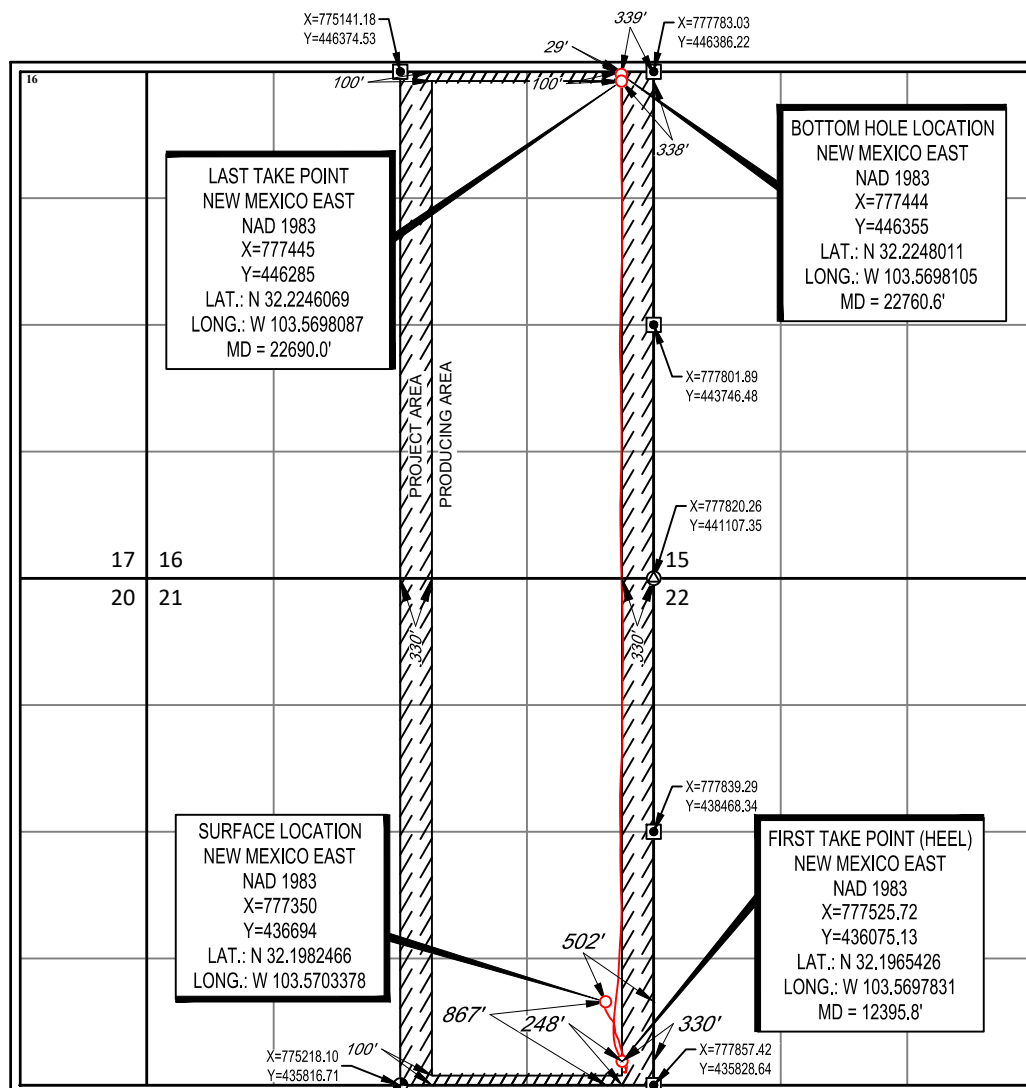 X=775141.18
Y=446374.53
339'
X=777783.03
Y=446386.22
29'
16
100'
100'
338'
BOTTOM HOLE LOCATION
NEW MEXICO EAST
NAD 1983
X=777444
Y=446355
LAT.: N 32.2248011
LONG.: W 103.5698105
MD = 22760.6'
LAST TAKE POINT
NEW MEXICO EAST
NAD 1983
X=777445
Y=446285
LAT.: N 32.2246069
LONG.: W 103.5698087
MD = 22690.0'
PROJECT AREA
PRODUCING AREA
X=777801.89
Y=443746.48
X=777820.26
Y=441107.35
17
16
15
20
21
22
330'
330'
X=777839.29
Y=438468.34
SURFACE LOCATION
NEW MEXICO EAST
NAD 1983
X=777350
Y=436694
LAT.: N 32.1982466
LONG.: W 103.5703378
FIRST TAKE POINT (HEEL)
NEW MEXICO EAST
NAD 1983
X=777525.72
Y=436075.13
LAT.: N 32.1965426
LONG.: W 103.5697831
MD = 12395.8'
502'
867'
248'
330'
X=775218.10
Y=435816.71
100'
X=777857.42
Y=435828.64